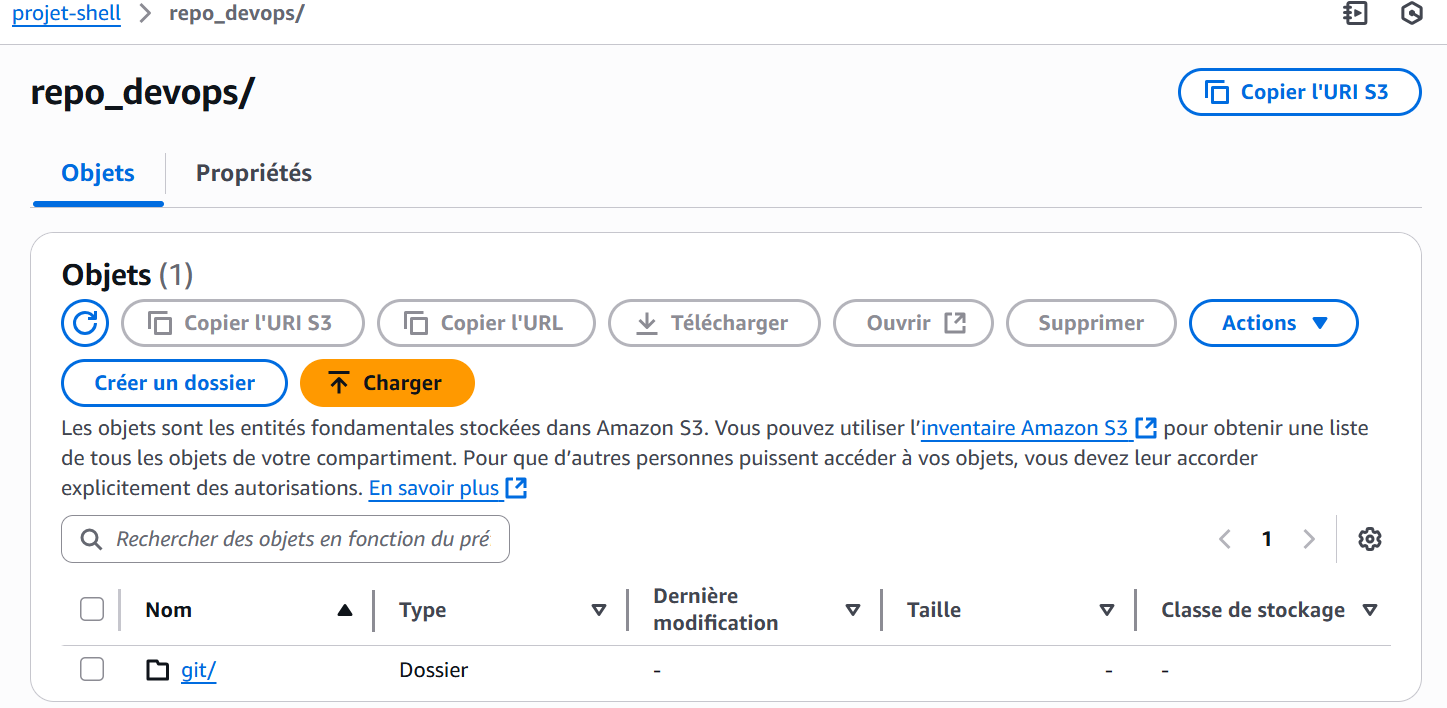 projet-shell > repo_devops/
repo_devops/
Copier l'URI S3
Objets
Propriétés
Objets (1)
Copier l'URI S3
Copier l'URL
Télécharger
Ouvrir
Supprimer
Actions
Créer un dossier
Charger
Les objets sont les entités fondamentales stockées dans Amazon S3. Vous pouvez utiliser l’inventaire Amazon S3 pour obtenir une liste
de tous les objets de votre compartiment. Pour que d’autres personnes puissent accéder à vos objets, vous devez leur accorder
explicitement des autorisations. En savoir plus
Rechercher des objets en fonction du pré
1
Nom
Type
Dernière
modification
Taille
Classe de stockage
git/
Dossier
-
-
-